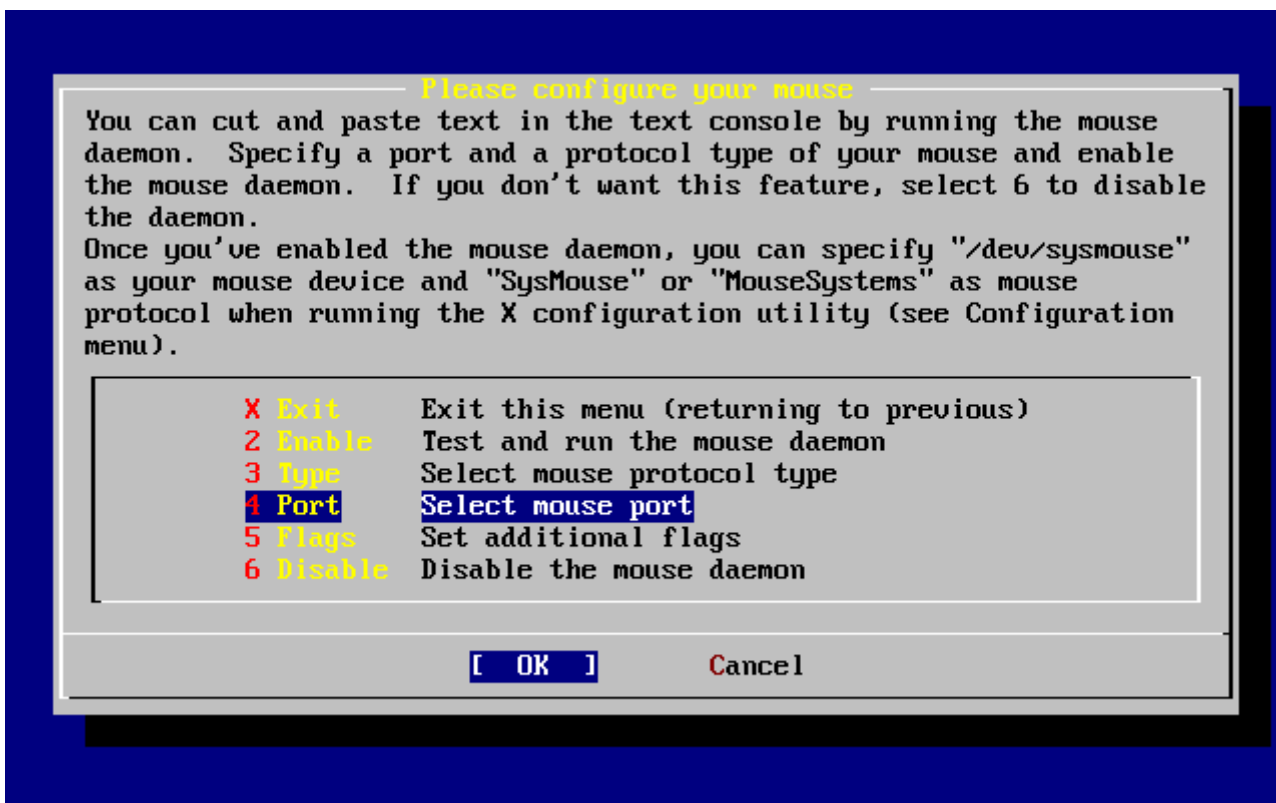 Please configure your mouse
You can cut and paste text in the text console by running the mouse
daemon.  Specify a port and a protocol type of your mouse and enable
the mouse daemon.  If you don't want this feature, select 6 to disable
the daemon.
Once you've enabled the mouse daemon, you can specify "/dev/sysmouse"
as your mouse device and "SysMouse" or "MouseSystems" as mouse
protocol when running the X configuration utility (see Configuration
menu).
X Exit     Exit this menu (returning to previous)
2 Enable   Test and run the mouse daemon
3 Type     Select mouse protocol type
4 Port     Select mouse port
5 Flags    Set additional flags
6 Disable  Disable the mouse daemon
[  OK  ]       Cancel